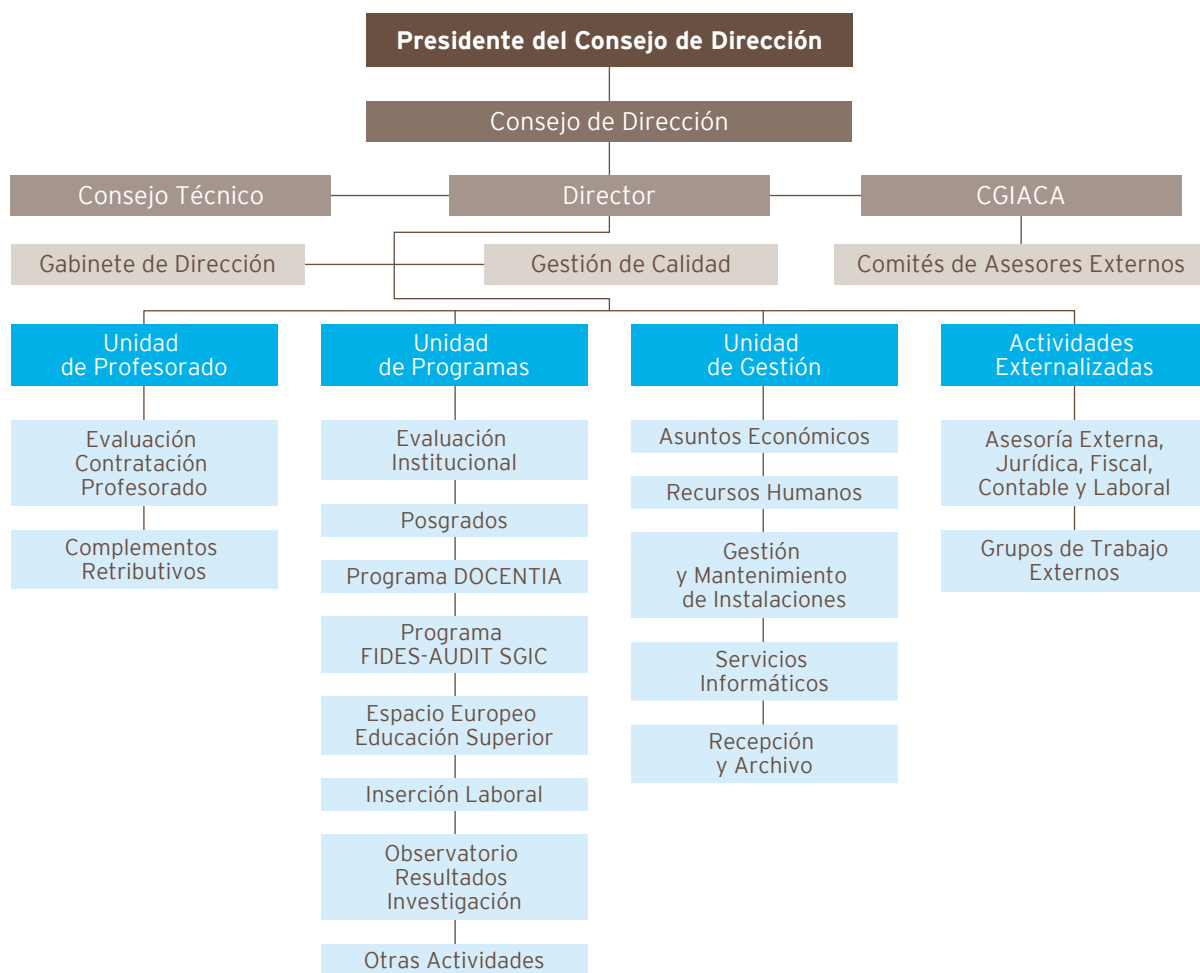 Presidente del Consejo de Dirección
Consejo de Dirección
Consejo Técnico
Director
CGIACA
Gabinete de Dirección
Gestión de Calidad
Comités de Asesores Externos
Unidad
de Profesorado
Evaluación
Contratación
Profesorado
Complementos
Retributivos
Unidad
de Programas
Evaluación
Institucional
Posgrados
Programa DOCENTIA
Programa
FIDES-AUDIT SGIC
Espacio Europeo
Educación Superior
Inserción Laboral
Observatorio
Resultados
Investigación
Otras Actividades
Unidad
de Gestión
Asuntos Económicos
Recursos Humanos
Gestión
y Mantenimiento
de Instalaciones
Servicios
Informáticos
Recepción
y Archivo
Actividades
Externalizadas
Asesoría Externa,
Jurídica, Fiscal,
Contable y Laboral
Grupos de Trabajo
Externos